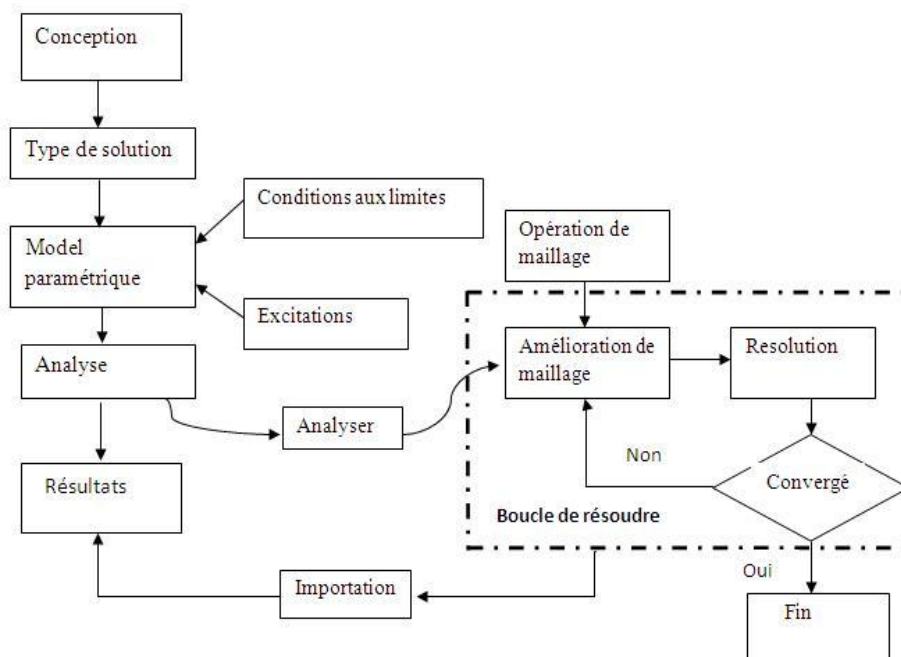 Conception
Type de solution
Conditions aux limites
Model
paramétrique
Excitations
Analyse
Analyser
Résultats
Importation
Opération de
maillage
Amélioration de
maillage
Resolution
Non
Convergé
Boucle de résoudre
Oui
Fin